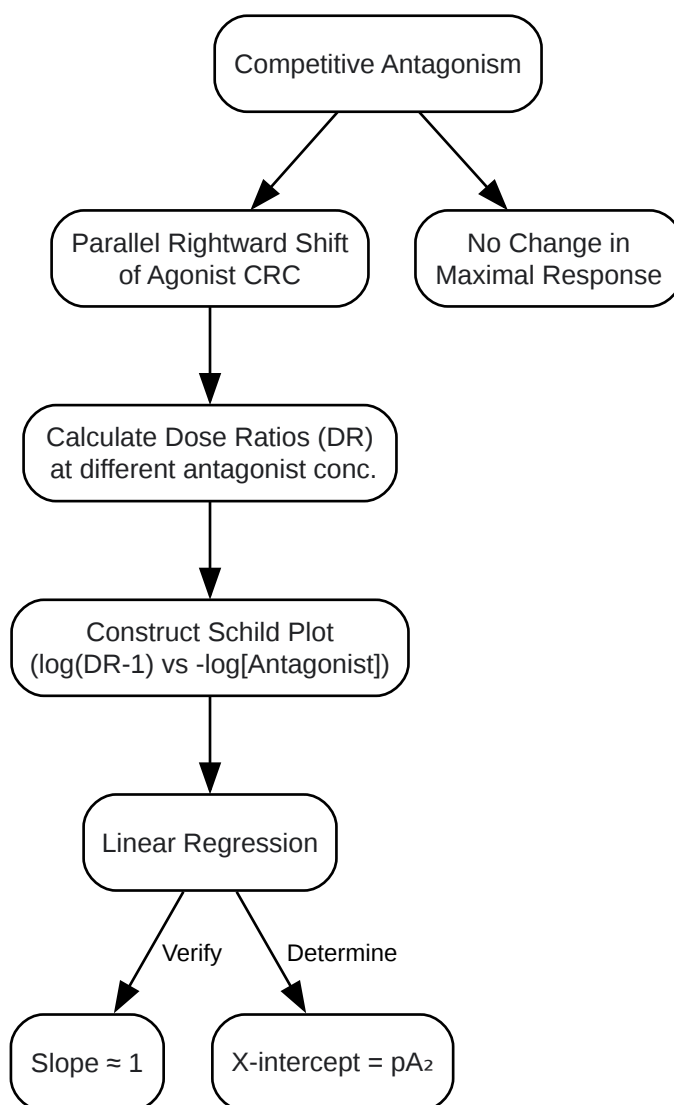 Competitive Antagonism
Parallel Rightward Shift
of Agonist CRC
No Change in
Maximal Response
Calculate Dose Ratios (DR)
at different antagonist conc.
Construct Schild Plot
(log(DR-1) vs -log[Antagonist])
Linear Regression
Verify
Determine
Slope ≈ 1
X-intercept = pA₂